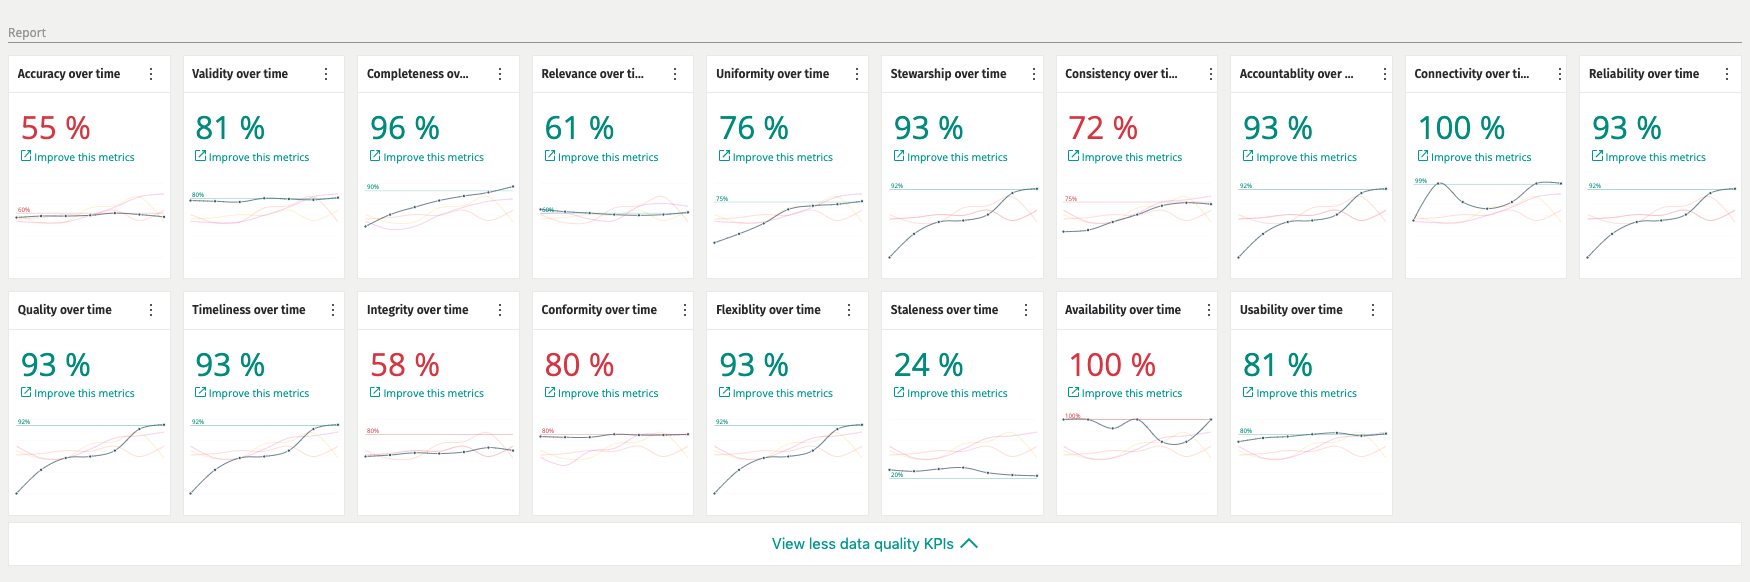 Report
Accuracy over time
55 %
Improve this metrics
60%
Validity over time
81 %
Improve this metrics
80%
Completeness ov...
96 %
Improve this metrics
90%
Relevance over ti...
61 %
Improve this metrics
60%
Uniformity over time
76 %
Improve this metrics
75%
Stewarship over time
93 %
Improve this metrics
92%
Consistency over ti...
72 %
Improve this metrics
75%
Accountablity over ...
93 %
Improve this metrics
92%
Connectivity over ti...
100 %
Improve this metrics
99%
Reliability over time
93 %
Improve this metrics
92%
Quality over time
93 %
Improve this metrics
92%
Timeliness over time
93 %
Improve this metrics
92%
Integrity over time
58 %
Improve this metrics
80%
Conformity over time
80 %
Improve this metrics
80%
Flexiblity over time
93 %
Improve this metrics
92%
Staleness over time
24 %
Improve this metrics
20%
Availability over time
100 %
Improve this metrics
100%
Usability over time
81 %
Improve this metrics
80%
View less data quality KPIs